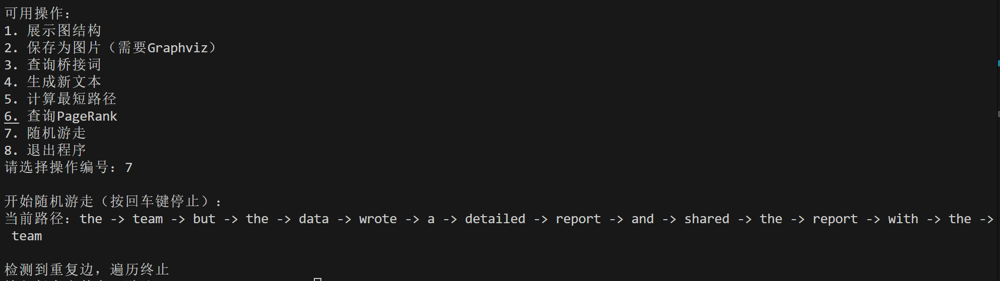 可用操作：
1. 展示图结构
2. 保存为图片（需要Graphviz）
3. 查询桥接词
4. 生成新文本
5. 计算最短路径
6. 查询PageRank
7. 随机游走
8. 退出程序
请选择操作编号：7
开始随机游走（按回车键停止）：
当前路径：the -> team -> but -> the -> data -> wrote -> a -> detailed -> report -> and -> shared -> the -> report -> with -> the ->
team
检测到重复边，遍历终止